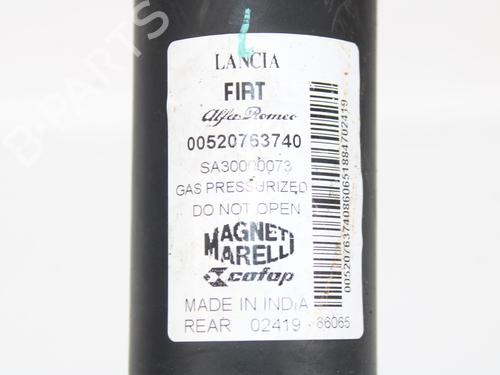 LANCIA
FIAT
Alfa Romeo
00520763740
SA30000073
GAS PRESSURIZED
DO NOT OPEN
MAGNETI
MARELLI
cofap
MADE IN INDIA
REAR 02419 - 86065
00520763740860651884702419
B-PARTS